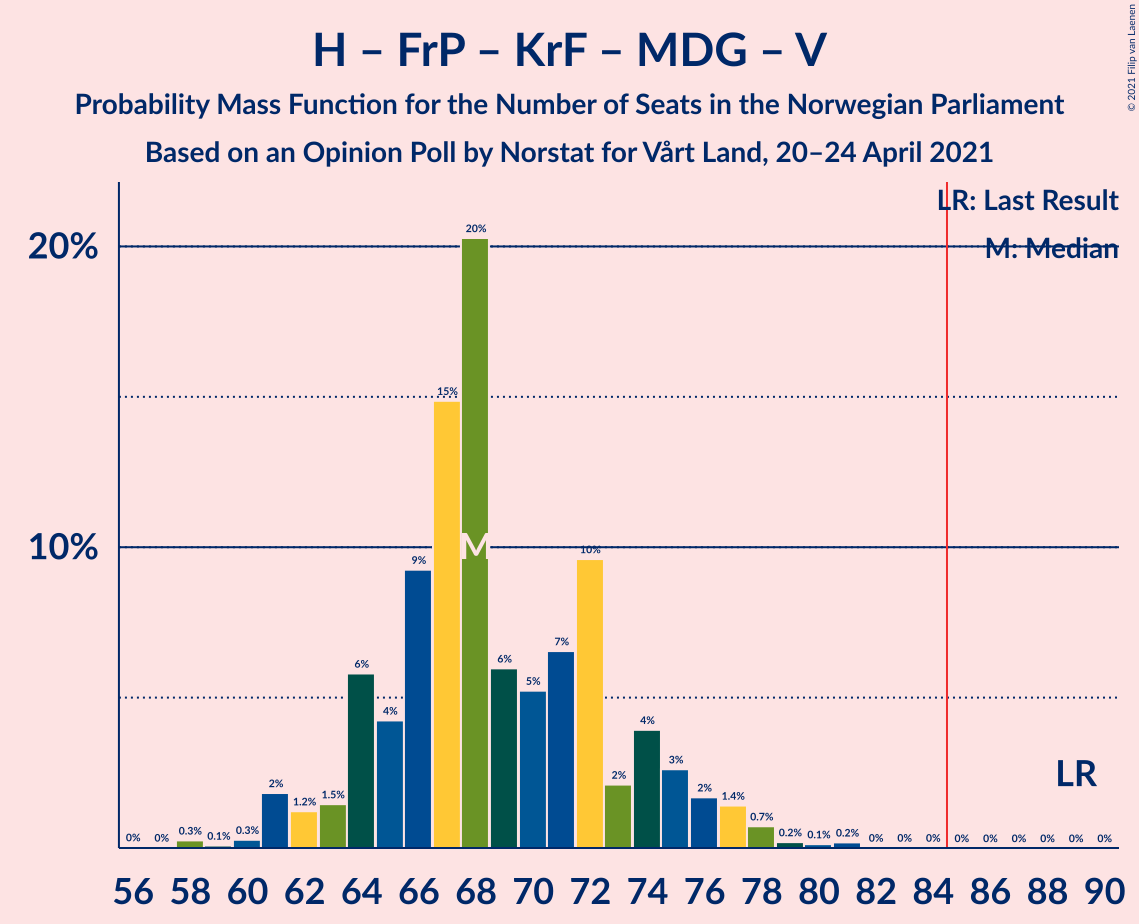 H – FrP – KrF – MDG – V
Probability Mass Function for the Number of Seats in the Norwegian Parliament
Based on an Opinion Poll by Norstat for Vårt Land, 20–24 April 2021
© 2021 Filip van Laenen
LR: Last Result
M: Median
20%
10%
0% 0% 0.3% 0.1% 0.3% 2% 1.2% 1.5% 6% 4% 9% 15% 20% 6% 5% 7% 10% 2% 4% 3% 2% 1.4% 0.7% 0.2% 0.1% 0.2% 0% 0% 0% 0% 0% 0% 0% 0% 0%
M
LR
56 58 60 62 64 66 68 70 72 74 76 78 80 82 84 86 88 90